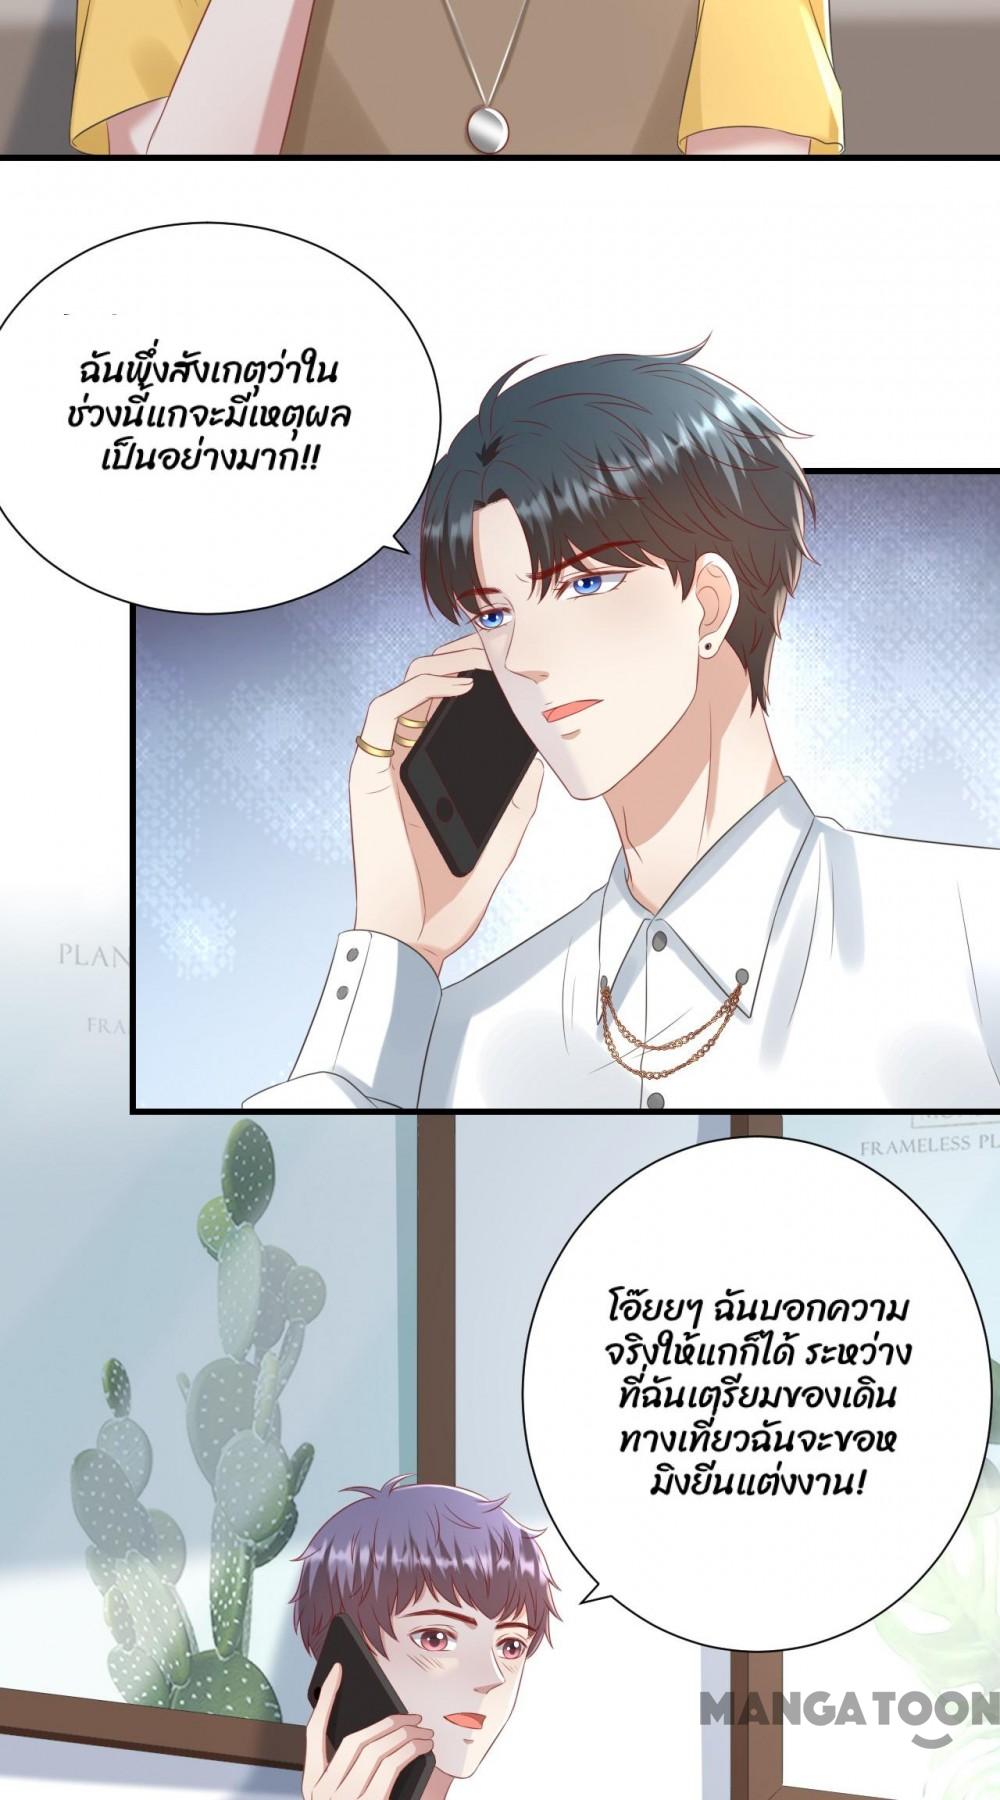 ฉันพึ่งสังเกตุว่าใน
ช่วงนี้แกจะมีเหตุผล
เป็นอย่างมาก!!
PLAN
FRA
FRAMELESS PL
โอ๊ยยๆ ฉันบอกความ
จริงให้แกก็ได้ ระหว่าง
ที่ฉันเตรียมของเดิน
ทางเที่ยวฉันจะขอห
มิงยีนแต่งงาน!
MANGATOON